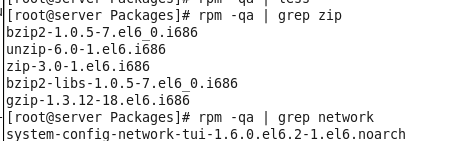 [root@server Packages]# rpm -qa | less
[root@server Packages]# rpm -qa | grep zip
bzip2-1.0.5-7.el6_0.i686
unzip-6.0-1.el6.i686
zip-3.0-1.el6.i686
bzip2-libs-1.0.5-7.el6_0.i686
gzip-1.3.12-18.el6.i686
[root@server Packages]# rpm -qa | grep network
system-config-network-tui-1.6.0.el6.2-1.el6.noarch